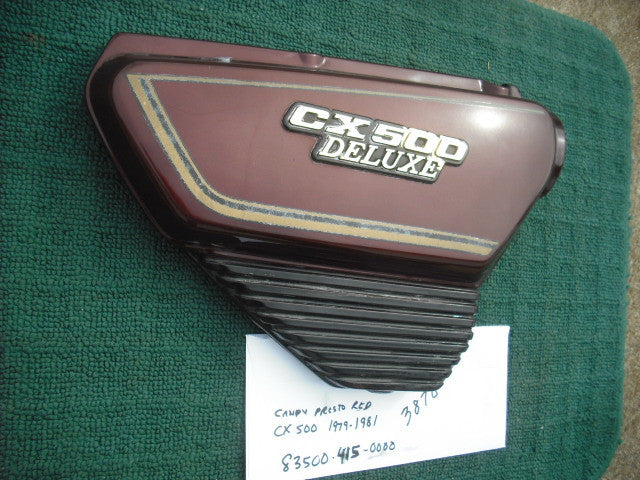 CX500
DELUXE
CANDY PRESTO RED
CX 500 1979-1981
3870
83500-415-0000